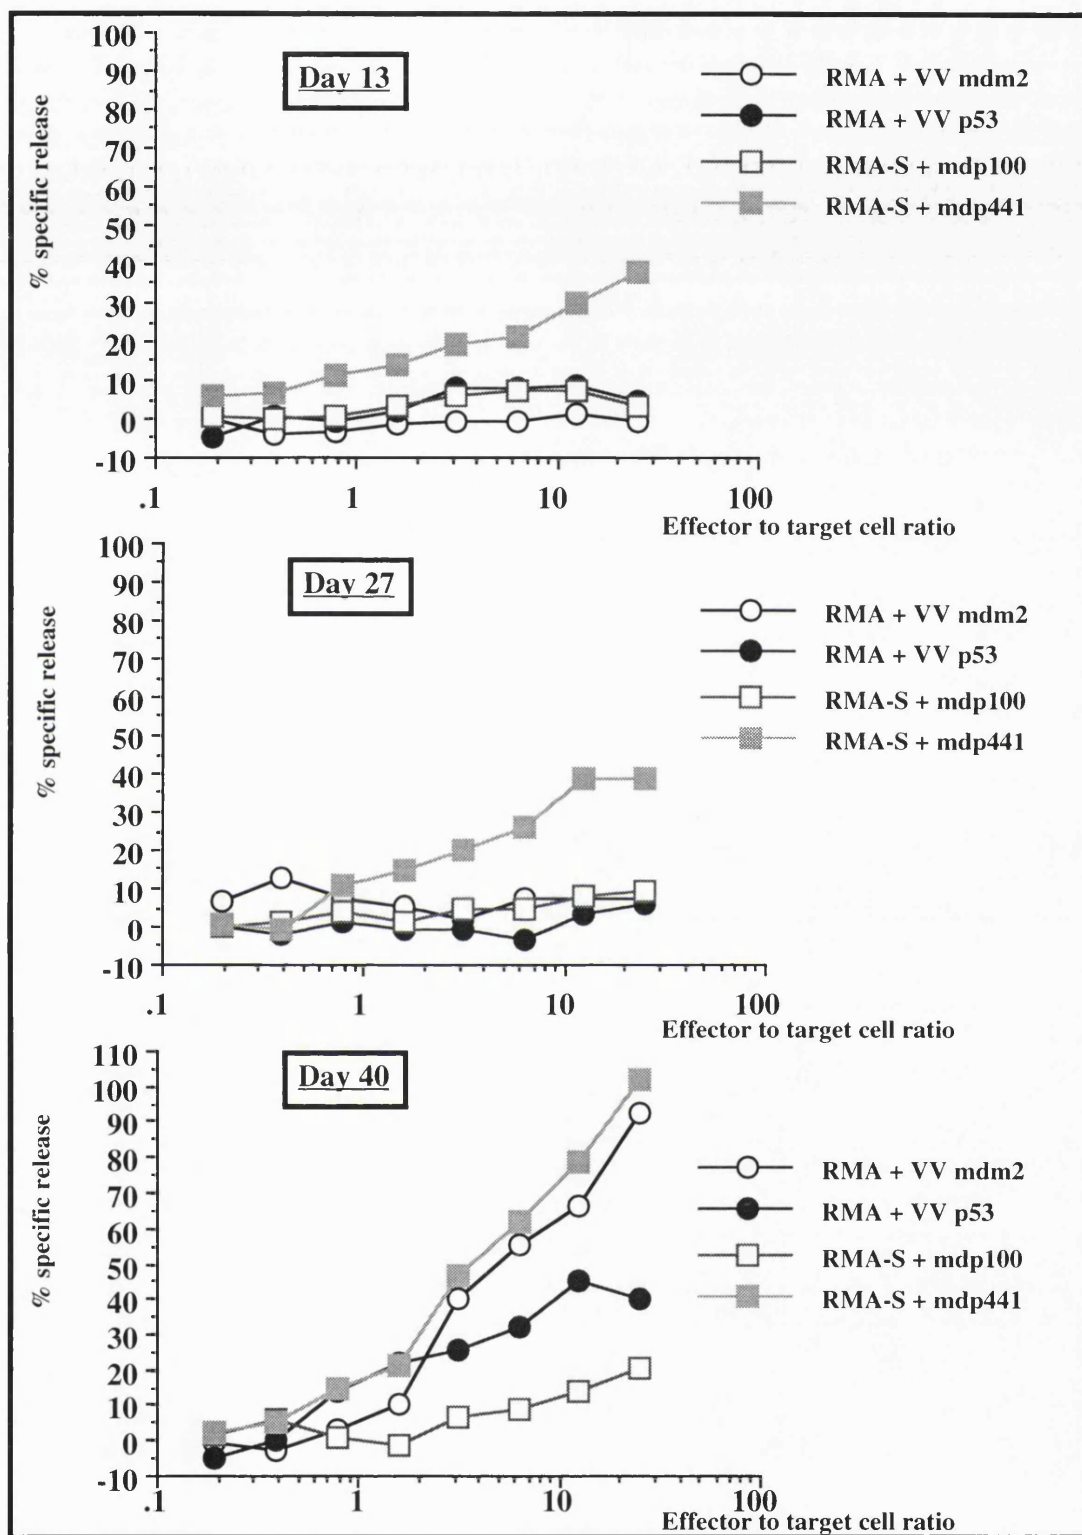 100
90
80
70
60
50
40
30
20
10
0
-10
% specific release
Day 13
RMA + VV mdm2
RMA + VV p53
RMA-S + mdp100
RMA-S + mdp441
.1 1 10 100
Effector to target cell ratio
100
90
80
70
60
50
40
30
20
10
0
-10
% specific release
Day 27
RMA + VV mdm2
RMA + VV p53
RMA-S + mdp100
RMA-S + mdp441
.1 1 10 100
Effector to target cell ratio
110
100
90
80
70
60
50
40
30
20
10
0
-10
% specific release
Day 40
RMA + VV mdm2
RMA + VV p53
RMA-S + mdp100
RMA-S + mdp441
.1 1 10 100
Effector to target cell ratio